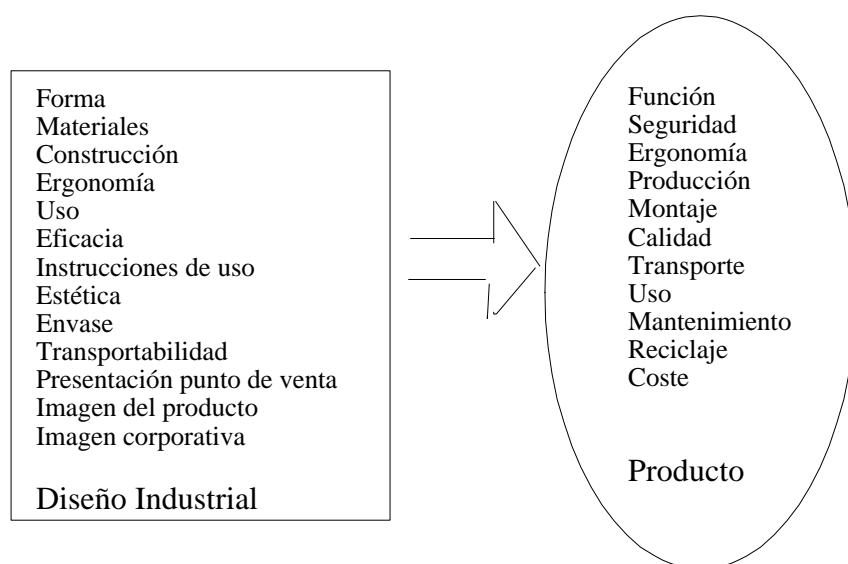 Forma
Materiales
Construcción
Ergonomía
Uso
Eficacia
Instrucciones de uso
Estética
Envase
Transportabilidad
Presentación punto de venta
Imagen del producto
Imagen corporativa
Diseño Industrial
Función
Seguridad
Ergonomía
Producción
Montaje
Calidad
Transporte
Uso
Mantenimiento
Reciclaje
Coste
Producto